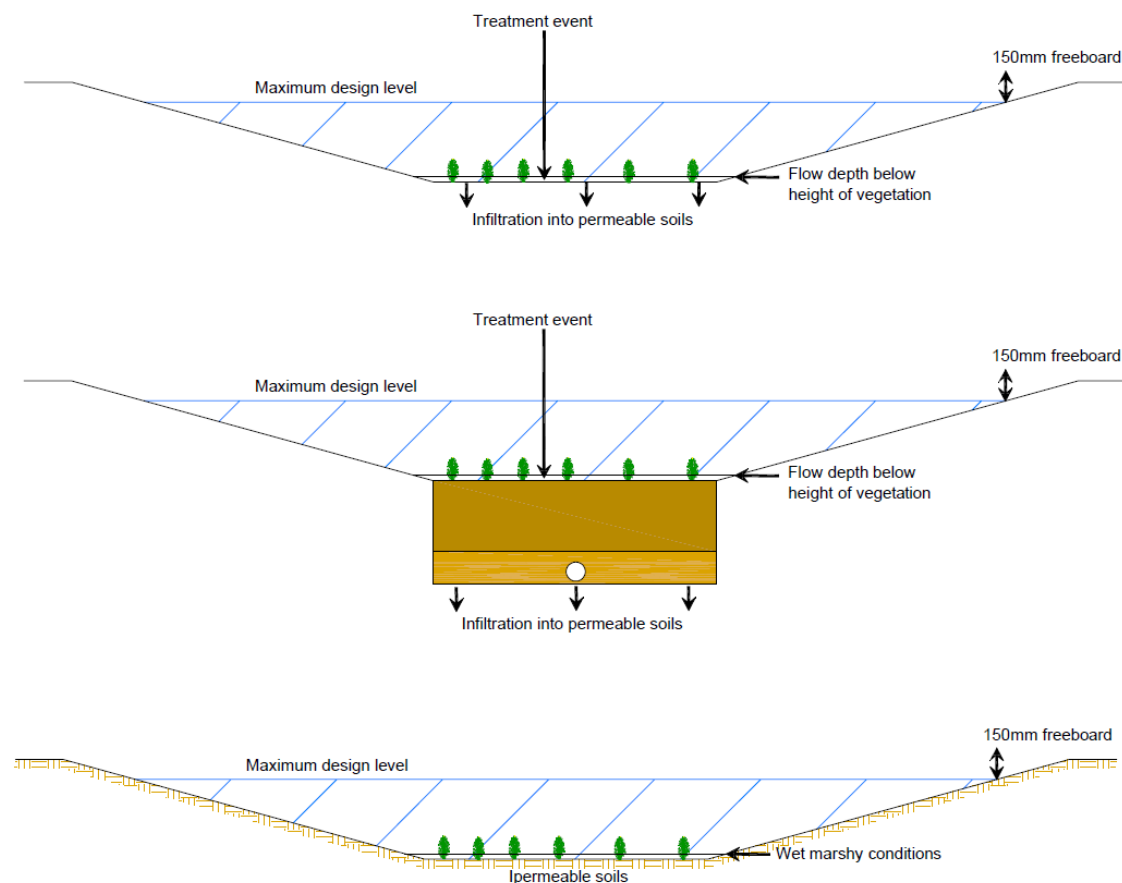 Treatment event
150mm freeboard
Maximum design level
Flow depth below
height of vegetation
Infiltration into permeable soils
Treatment event
150mm freeboard
Maximum design level
Flow depth below
height of vegetation
Infiltration into permeable soils
150mm freeboard
Maximum design level
Wet marshy conditions
Ipermeable soils